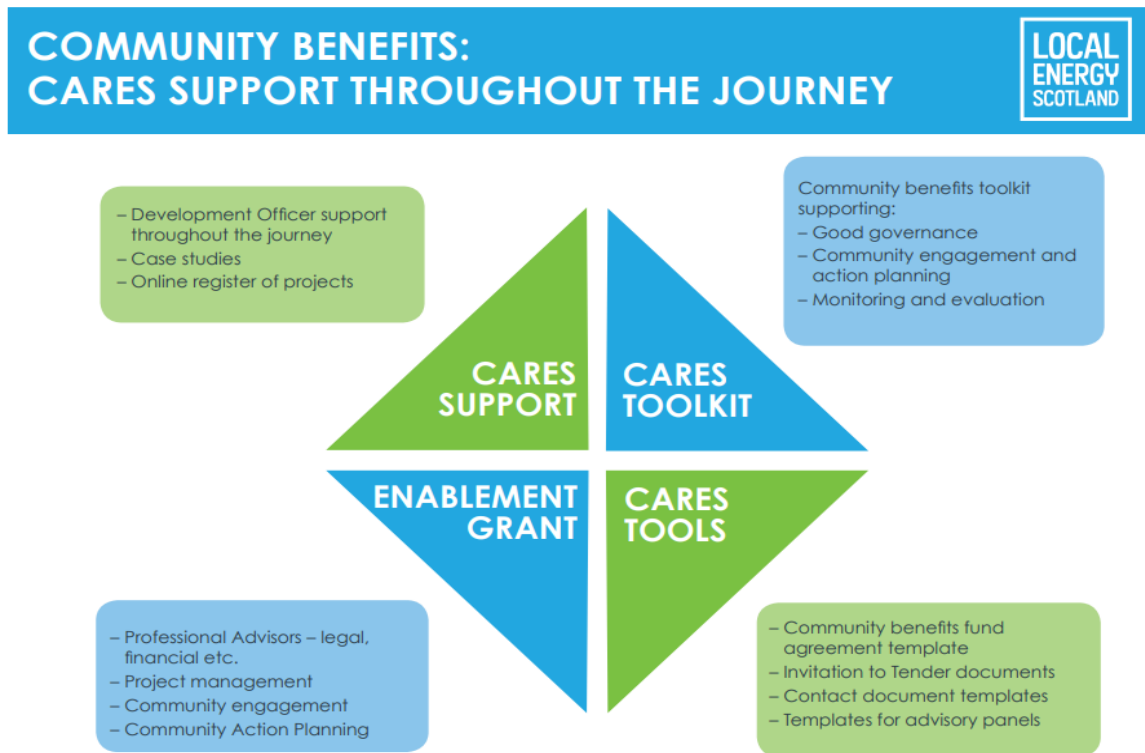 COMMUNITY BENEFITS:
CARES SUPPORT THROUGHOUT THE JOURNEY
LOCAL
ENERGY
SCOTLAND
– Development Officer support
throughout the journey
– Case studies
– Online register of projects
Community benefits toolkit
supporting:
– Good governance
– Community engagement and
action planning
– Monitoring and evaluation
CARES
SUPPORT
CARES
TOOLKIT
ENABLEMENT
GRANT
CARES
TOOLS
– Professional Advisors – legal,
financial etc.
– Project management
– Community engagement
– Community Action Planning
– Community benefits fund
agreement template
– Invitation to Tender documents
– Contact document templates
– Templates for advisory panels